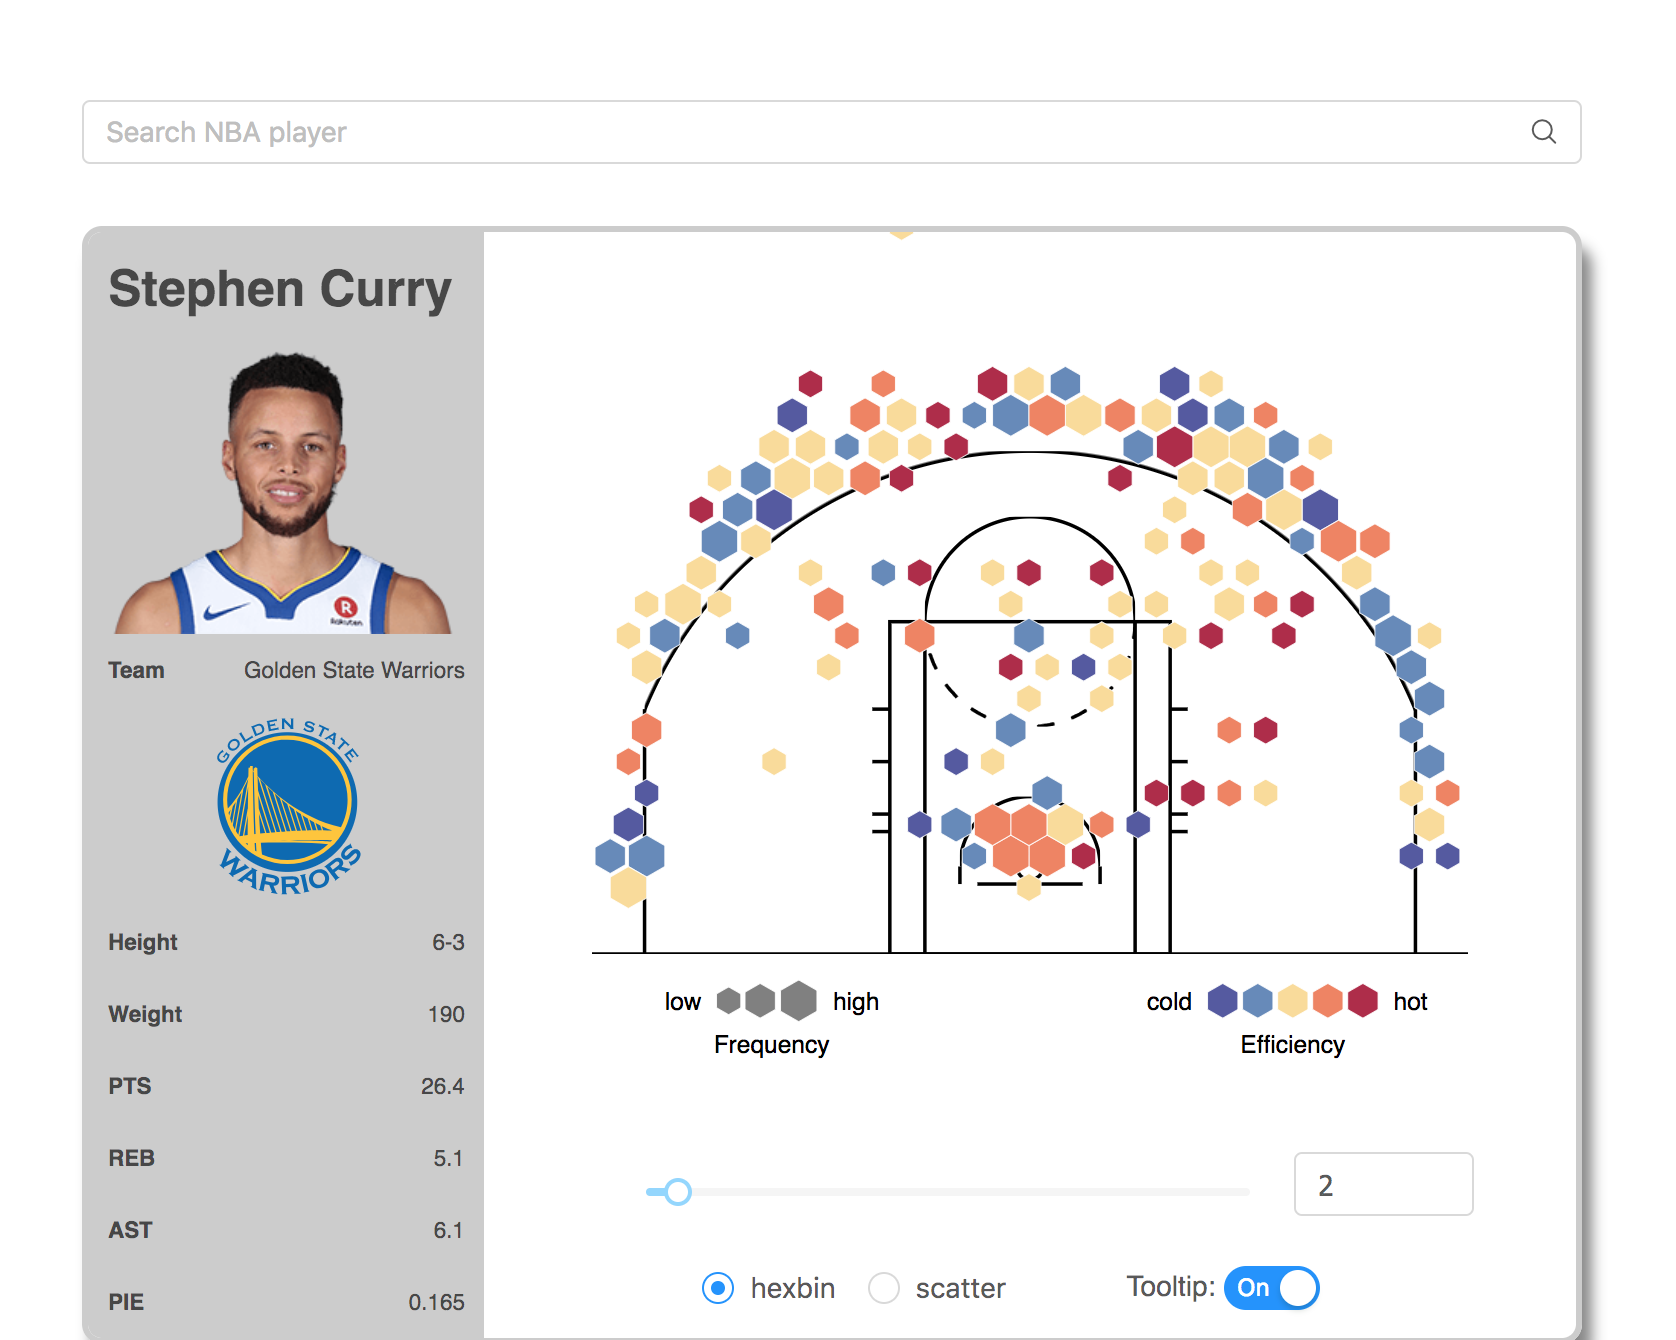 Search NBA player
Stephen Curry
R
Rakuten
Team Golden State Warriors
GOLDEN STATE
WARRIORS
Height 6-3
Weight 190
PTS 26.4
REB 5.1
AST 6.1
PIE 0.165
low high
Frequency
cold hot
Efficiency
2
hexbin scatter Tooltip: On